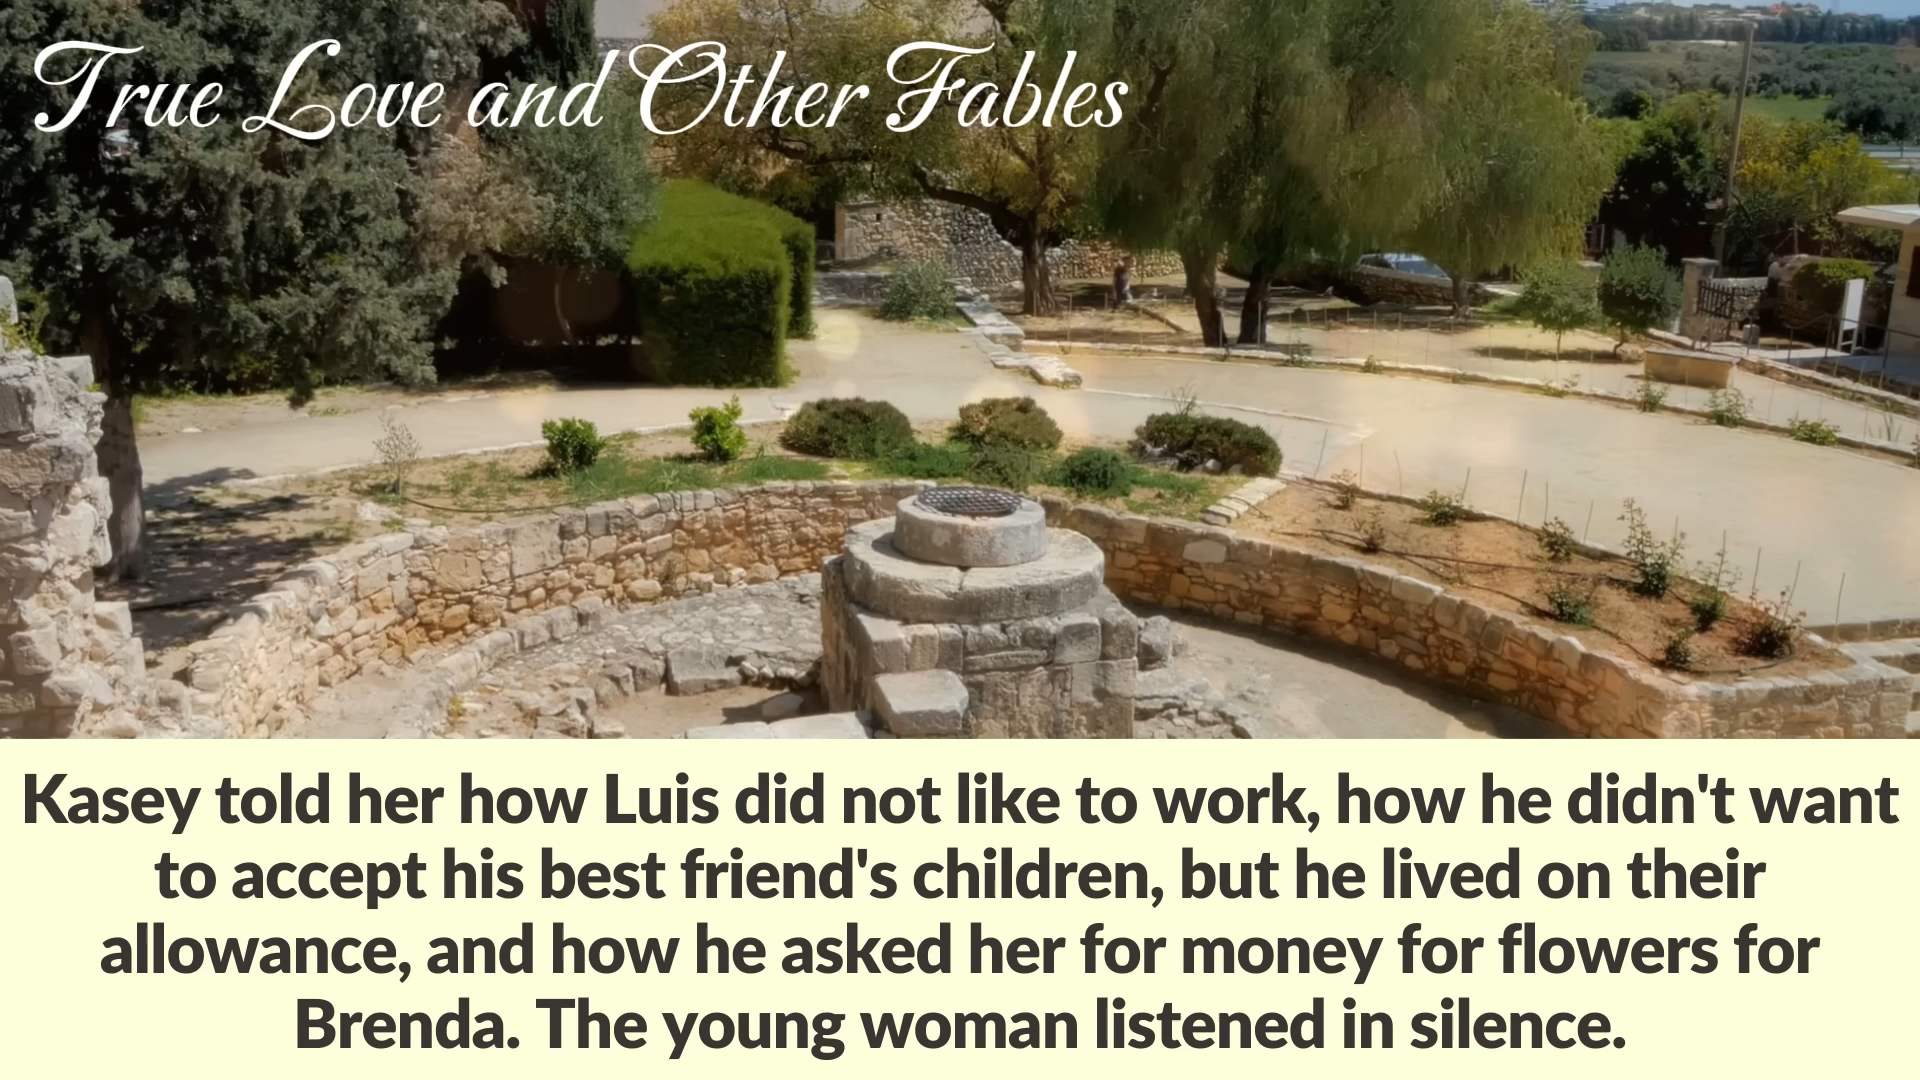 True Love and Other Fables
Kasey told her how Luis did not like to work, how he didn't want
to accept his best friend's children, but he lived on their
allowance, and how he asked her for money for flowers for
Brenda. The young woman listened in silence.